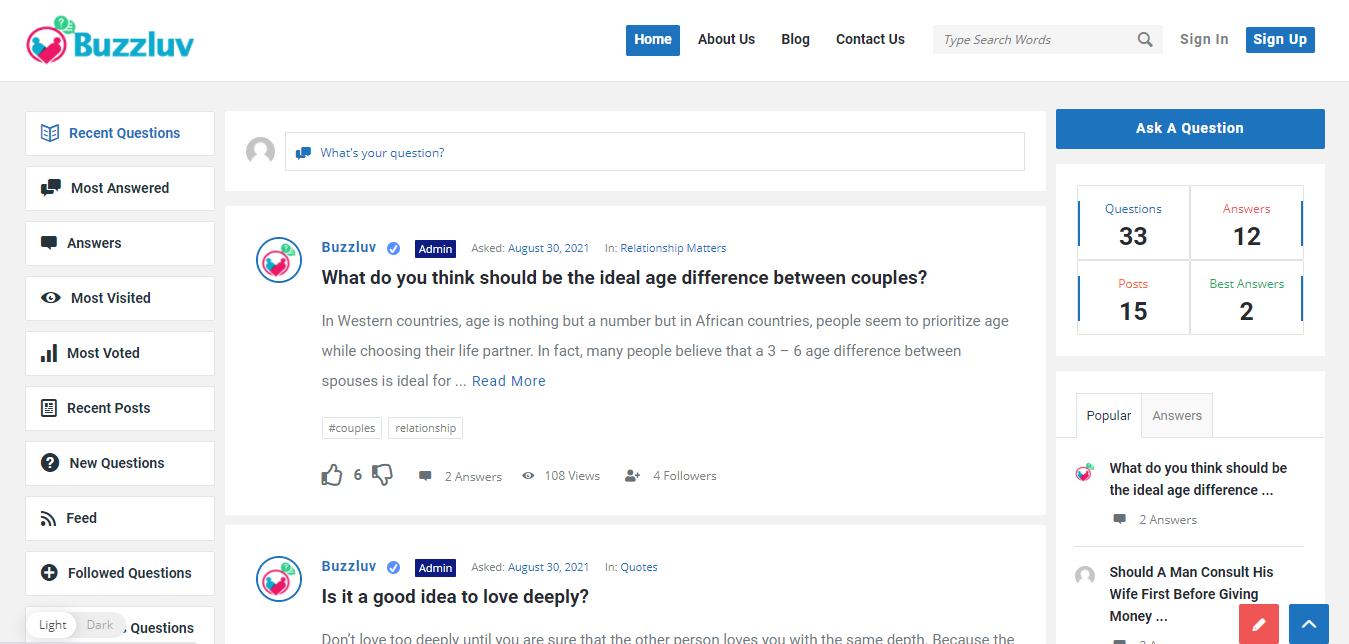 Buzzluv
Home
About Us
Blog
Contact Us
Type Search Words
Sign In
Sign Up
Recent Questions
Most Answered
Answers
Most Visited
Most Voted
Recent Posts
New Questions
Feed
Followed Questions
Questions
Light
Dark
What's your question?
Buzzluv Admin Asked: August 30, 2021 In: Relationship Matters
What do you think should be the ideal age difference between couples?
In Western countries, age is nothing but a number but in African countries, people seem to prioritize age
while choosing their life partner. In fact, many people believe that a 3 – 6 age difference between
spouses is ideal for ... Read More
#couples relationship
6 2 Answers 108 Views 4 Followers
Buzzluv Admin Asked: August 30, 2021 In: Quotes
Is it a good idea to love deeply?
Don't love too deeply until you are sure that the other person loves you with the same depth. Because the
Ask A Question
Questions
33
Answers
12
Posts
15
Best Answers
2
Popular
Answers
What do you think should be
the ideal age difference ...
2 Answers
Should A Man Consult His
Wife First Before Giving
Money ...